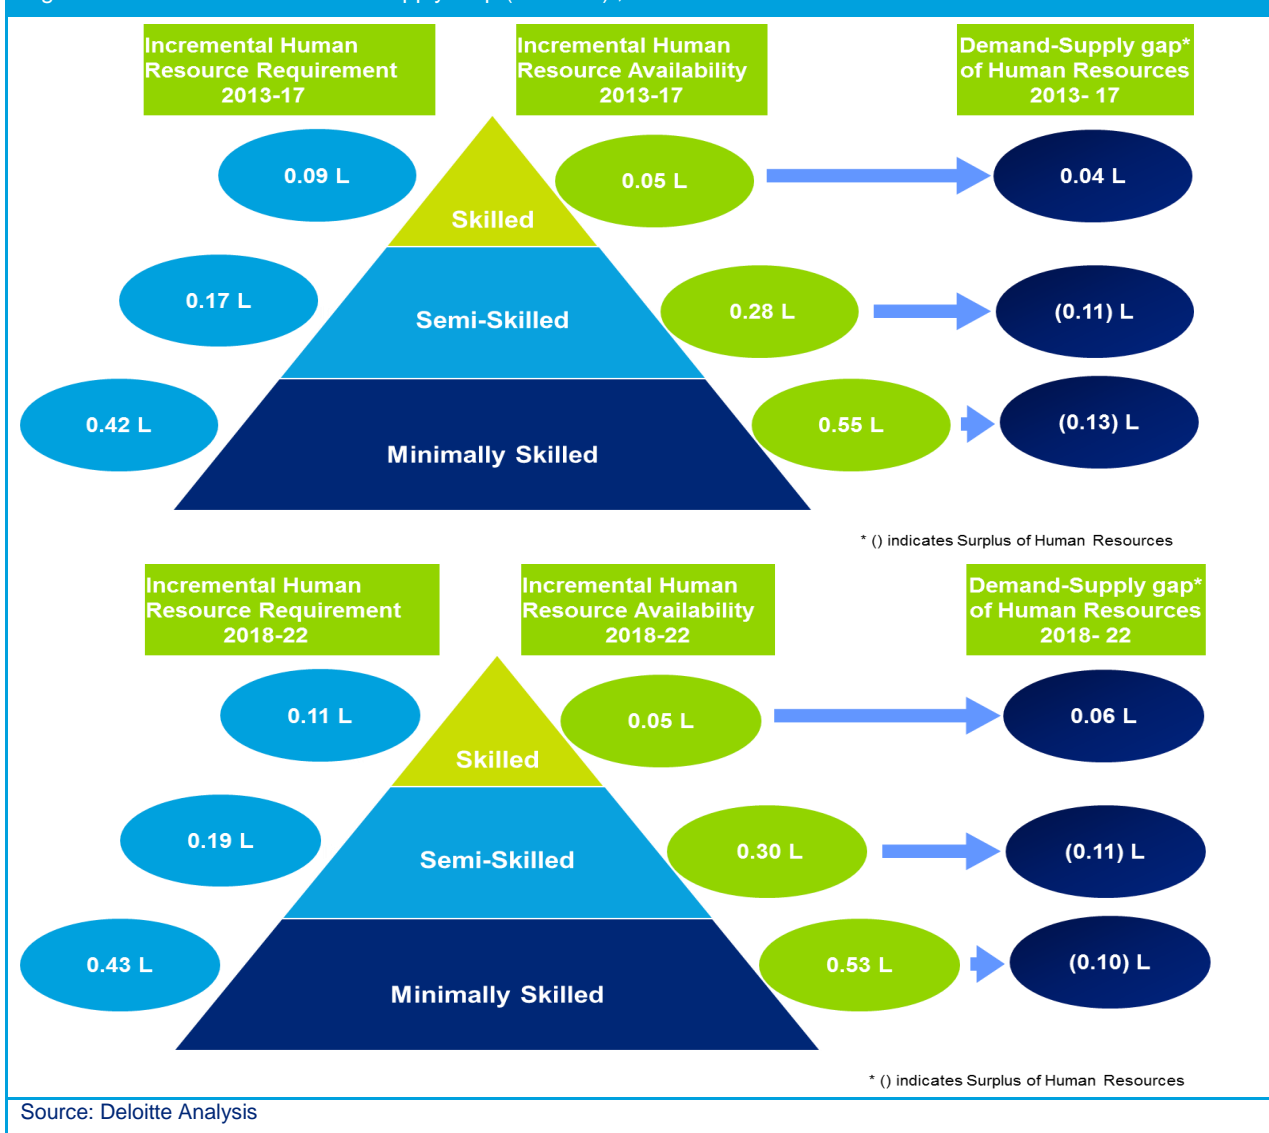 Incremental Human
Resource Requirement
2013-17
Incremental Human
Resource Availability
2013-17
Demand-Supply gap*
of Human Resources
2013- 17
0.09 L
Skilled
0.05 L
0.04 L
0.17 L
Semi-Skilled
0.28 L
(0.11) L
0.42 L
Minimally Skilled
0.55 L
(0.13) L
* () indicates Surplus of Human Resources
Incremental Human
Resource Requirement
2018-22
Incremental Human
Resource Availability
2018-22
Demand-Supply gap*
of Human Resources
2018- 22
0.11 L
Skilled
0.05 L
0.06 L
0.19 L
Semi-Skilled
0.30 L
(0.11) L
0.43 L
Minimally Skilled
0.53 L
(0.10) L
* () indicates Surplus of Human Resources
Source: Deloitte Analysis